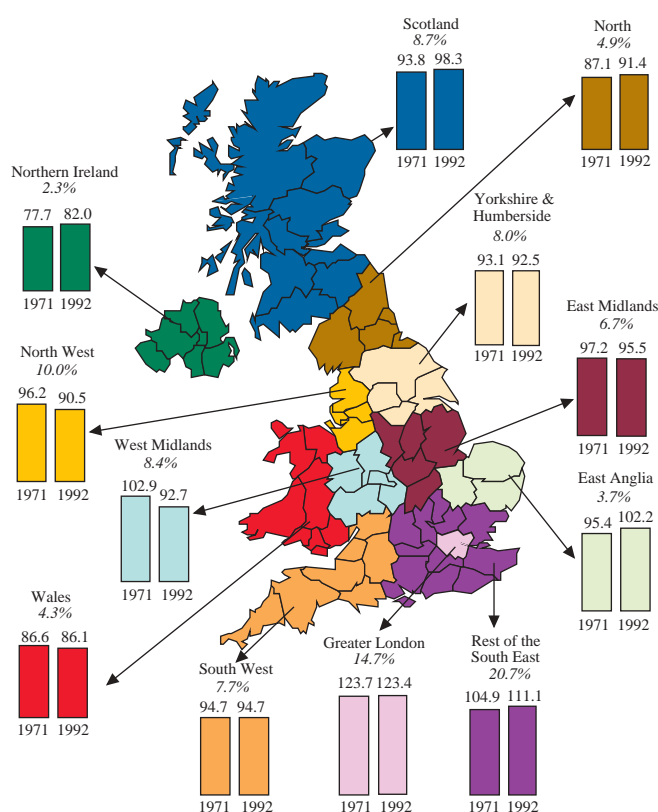 Scotland
8.7%
93.8 98.3
1971 1992
North
4.9%
87.1 91.4
1971 1992
Northern Ireland
2.3%
77.7 82.0
1971 1992
Yorkshire &
Humberside
8.0%
93.1 92.5
1971 1992
East Midlands
6.7%
97.2 95.5
1971 1992
North West
10.0%
96.2 90.5
1971 1992
West Midlands
8.4%
102.9 92.7
1971 1992
East Anglia
3.7%
95.4 102.2
1971 1992
Wales
4.3%
86.6 86.1
1971 1992
South West
7.7%
94.7 94.7
1971 1992
Greater London
14.7%
123.7 123.4
1971 1992
Rest of the
South East
20.7%
104.9 111.1
1971 1992